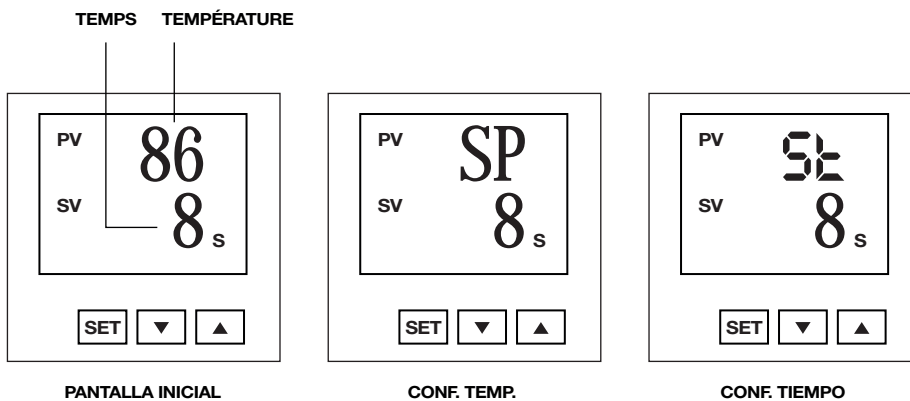 TEMPS TEMPÉRATURE
PV 86
SV 8 S
SET ▼ ▲
PANTALLA INICIAL
PV SP
SV 8 S
SET ▼ ▲
CONF. TEMP.
PV St
SV 8 S
SET ▼ ▲
CONF. TIEMPO